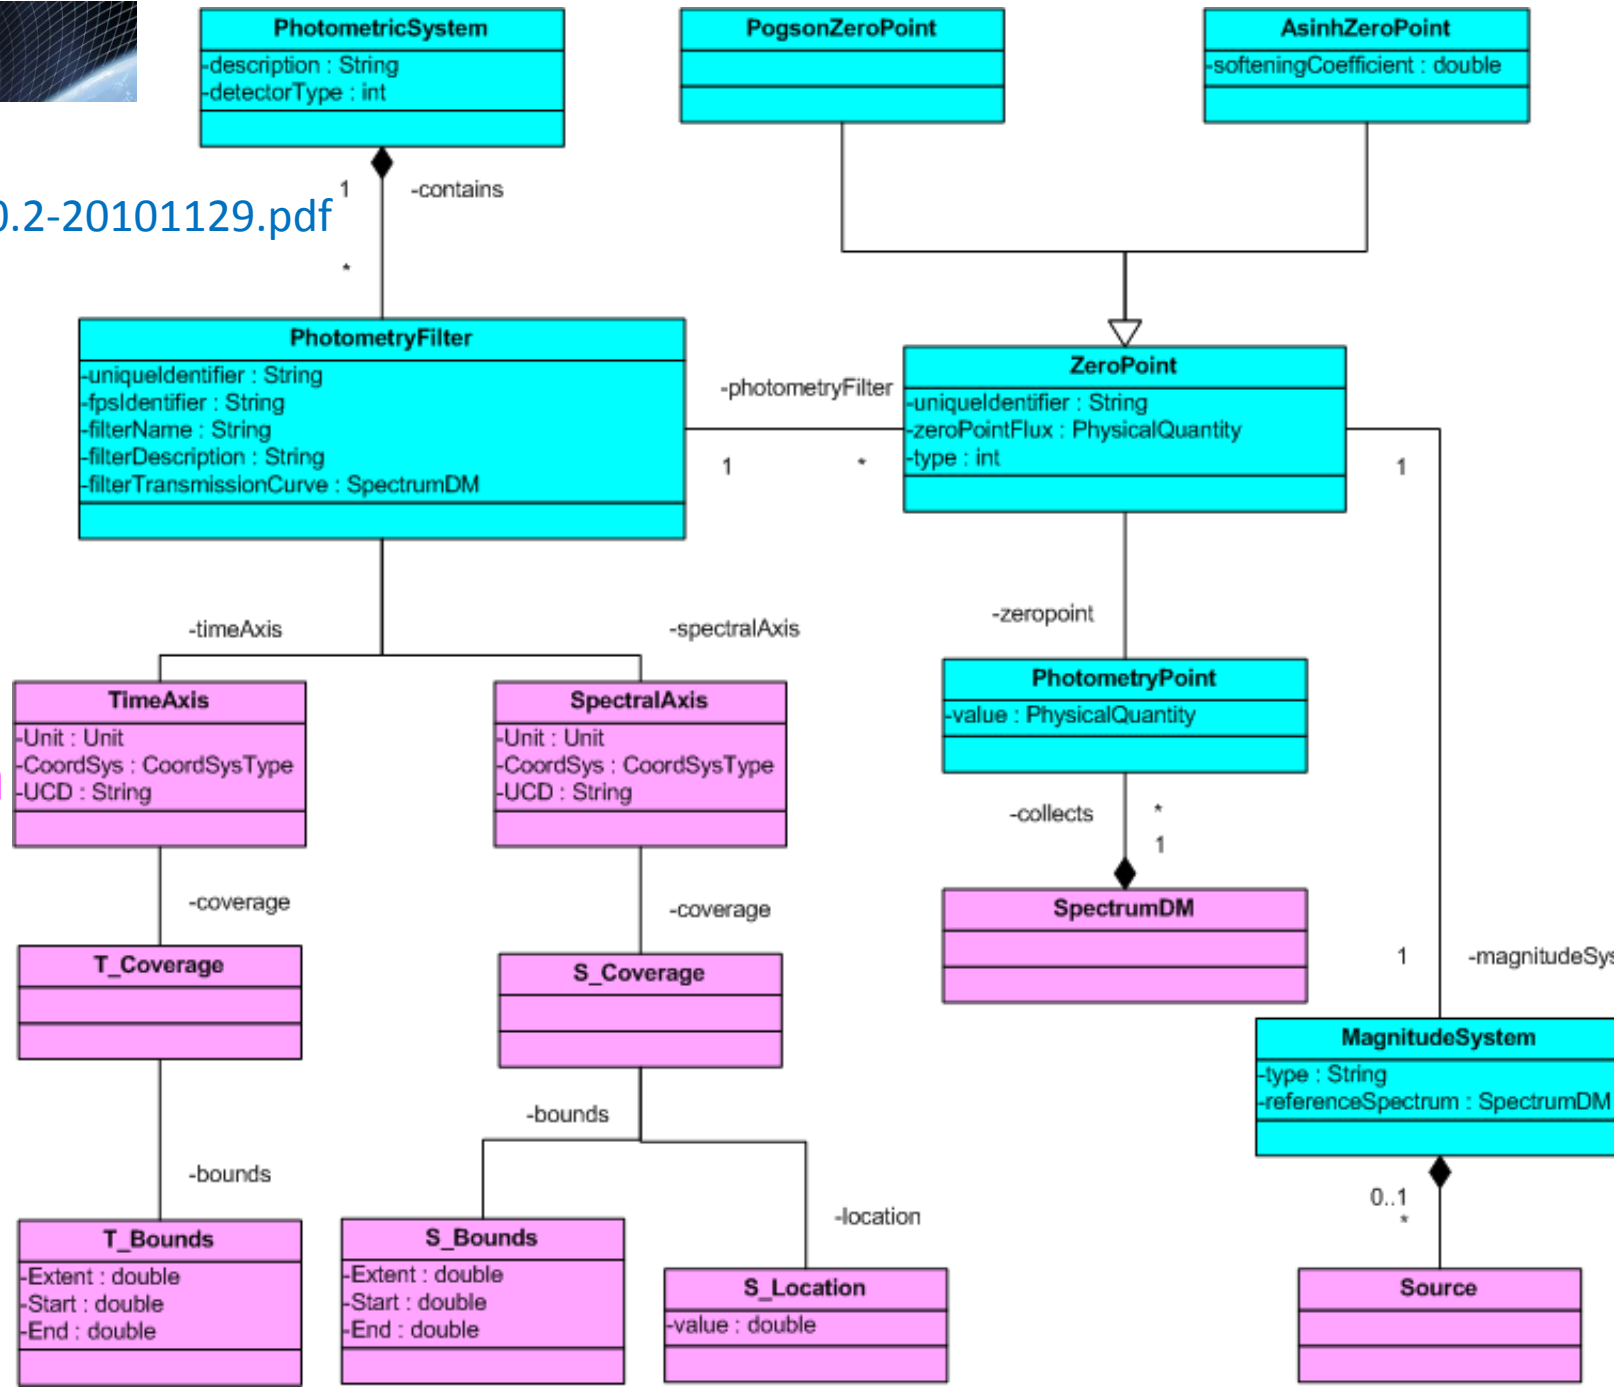 PhotometricSystem
-description : String
-detectorType : int
PogsonZeroPoint
AsinhZeroPoint
-softeningCoefficient : double
1
-contains
0.2-20101129.pdf
*
PhotometryFilter
-uniqueIdentifier : String
-fpsIdentifier : String
-filterName : String
-filterDescription : String
-filterTransmissionCurve : SpectrumDM
-photometryFilter
1
*
ZeroPoint
-uniqueIdentifier : String
-zeroPointFlux : PhysicalQuantity
-type : int
1
-timeAxis
-spectralAxis
-zeropoint
TimeAxis
-Unit : Unit
-CoordSys : CoordSysType
-UCD : String
SpectralAxis
-Unit : Unit
-CoordSys : CoordSysType
-UCD : String
PhotometryPoint
-value : PhysicalQuantity
-collects
*
1
-coverage
-coverage
SpectrumDM
T_Coverage
S_Coverage
1
-magnitudeSys
MagnitudeSystem
-type : String
-referenceSpectrum : SpectrumDM
-bounds
-bounds
-location
0..1
*
T_Bounds
-Extent : double
-Start : double
-End : double
S_Bounds
-Extent : double
-Start : double
-End : double
S_Location
-value : double
Source